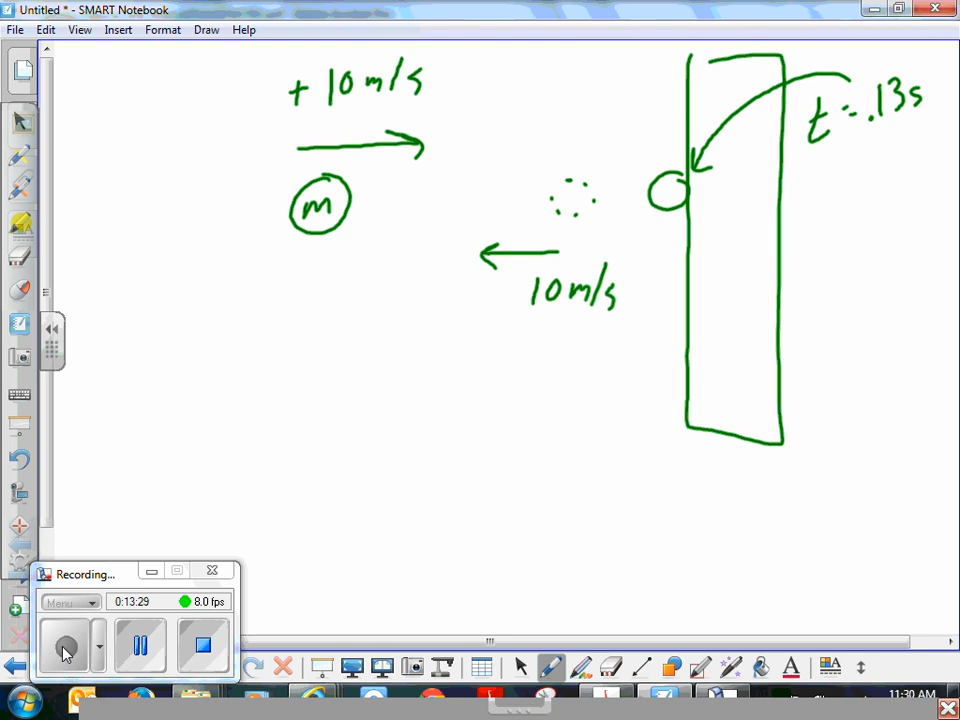 Untitled * - SMART Notebook
File Edit View Insert Format Draw Help
+ 10 m/s
t = .13s
m
10 m/s
Recording...
Menu 0:13:29 8.0 fps
11:30 AM